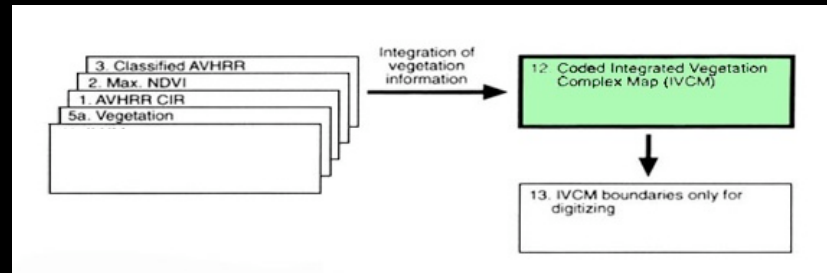 3. Classified AVHRR
2. Max. NDVI
1. AVHRR CIR
5a. Vegetation
Integration of
vegetation
information
12. Coded Integrated Vegetation
Complex Map (IVCM)
13. IVCM boundaries only for
digitizing